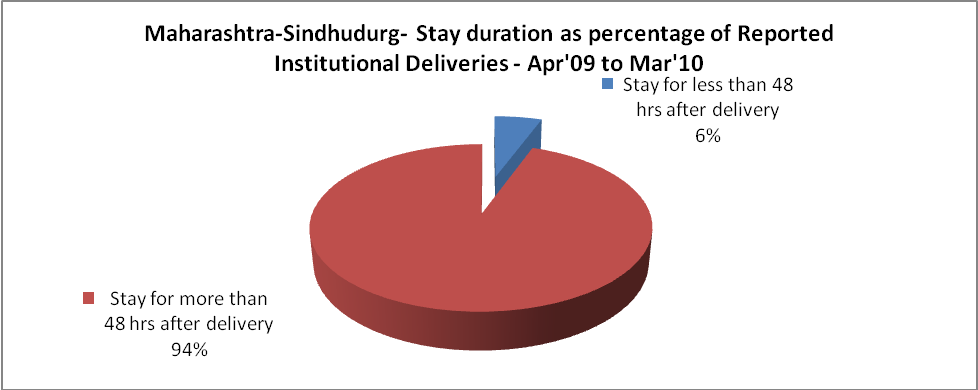 Maharashtra-Sindhudurg- Stay duration as percentage of Reported
Institutional Deliveries - Apr'09 to Mar'10
Stay for less than 48
hrs after delivery
6%
Stay for more than
48 hrs after delivery
94%